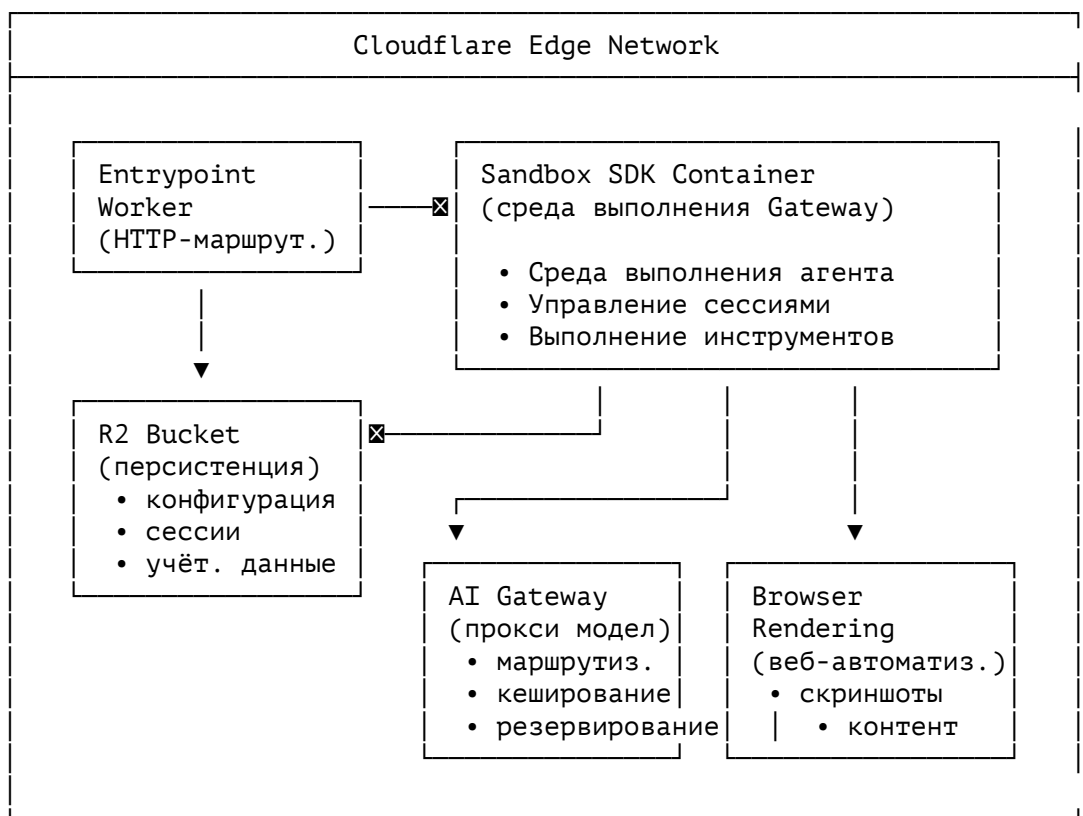 Cloudflare Edge Network
Entrypoint
Worker
(HTTP-маршрут.)
Sandbox SDK Container
(среда выполнения Gateway)
• Среда выполнения агента
• Управление сессиями
• Выполнение инструментов
R2 Bucket
(персистенция)
• конфигурация
• сессии
• учёт. данные
AI Gateway
(прокси модел)
• маршрутиз.
• кеширование
• резервирование
Browser
Rendering
(веб-автоматиз.)
• скриншоты
• контент